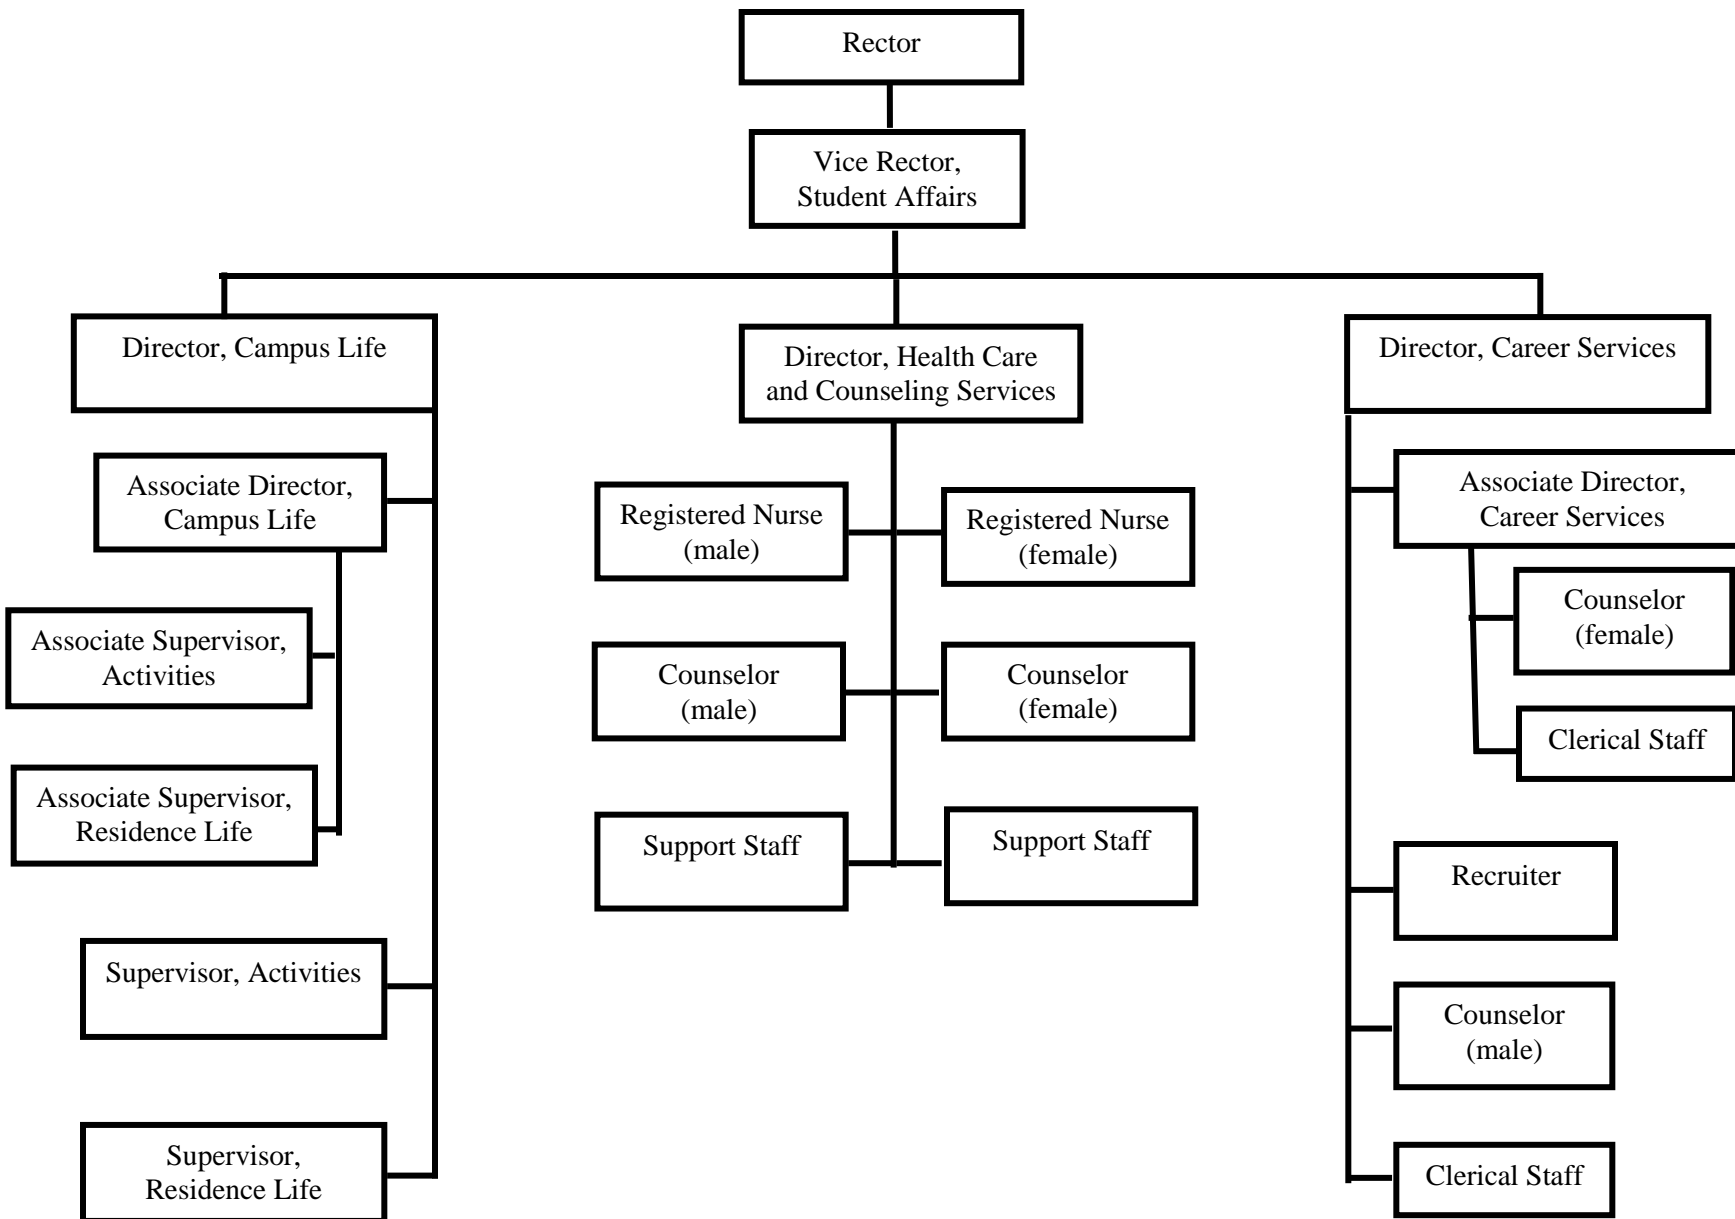 Rector
Vice Rector,
Student Affairs
Director, Campus Life
Director, Health Care
and Counseling Services
Director, Career Services
Associate Director,
Campus Life
Associate Supervisor,
Activities
Associate Supervisor,
Residence Life
Supervisor, Activities
Supervisor,
Residence Life
Registered Nurse
(male)
Registered Nurse
(female)
Counselor
(male)
Counselor
(female)
Support Staff
Support Staff
Associate Director,
Career Services
Counselor
(female)
Clerical Staff
Recruiter
Counselor
(male)
Clerical Staff